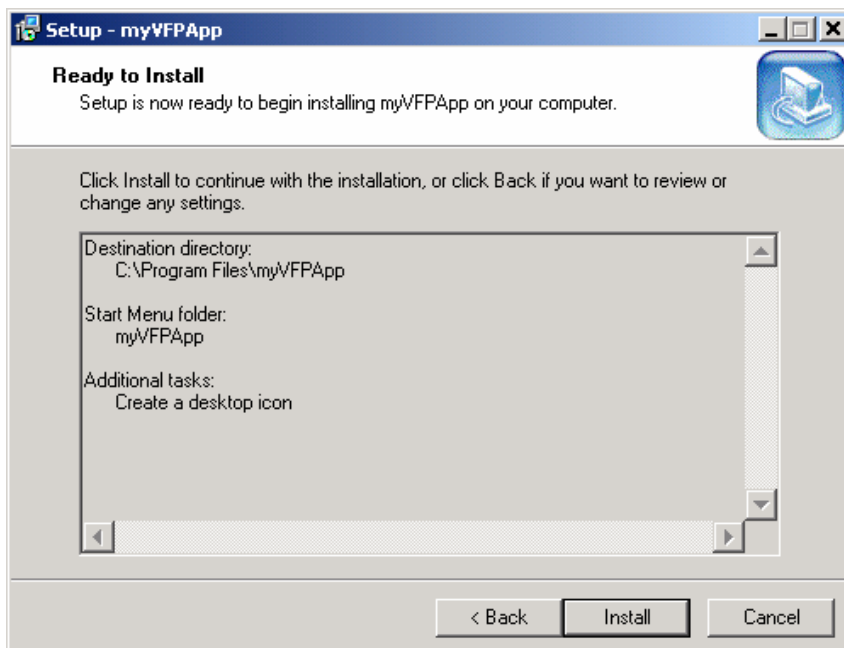 Setup - myVFPApp
Ready to Install
Setup is now ready to begin installing myVFPApp on your computer.
Click Install to continue with the installation, or click Back if you want to review or
change any settings.
Destination directory:
C:\Program Files\myVFPApp
Start Menu folder:
myVFPApp
Additional tasks:
Create a desktop icon
< Back
Install
Cancel